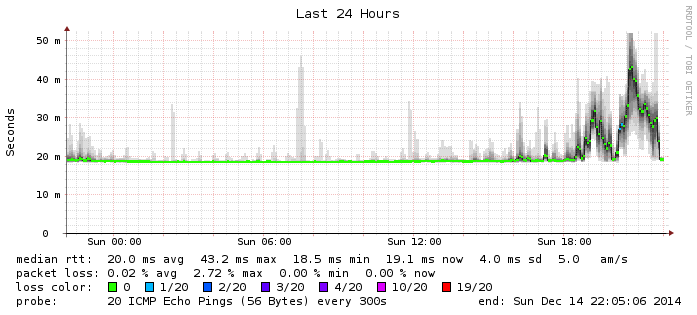 Last 24 Hours
RRDTOOL / TOBI OETIKER
Seconds
50 m
40 m
30 m
20 m
10 m
0
Sun 00:00 Sun 06:00 Sun 12:00 Sun 18:00
median rtt: 20.0 ms avg 43.2 ms max 18.5 ms min 19.1 ms now 4.0 ms sd 5.0 am/s
packet loss: 0.02 % avg 2.72 % max 0.00 % min 0.00 % now
loss color: 0 1/20 2/20 3/20 4/20 10/20 19/20
probe: 20 ICMP Echo Pings (56 Bytes) every 300s end: Sun Dec 14 22:05:06 2014